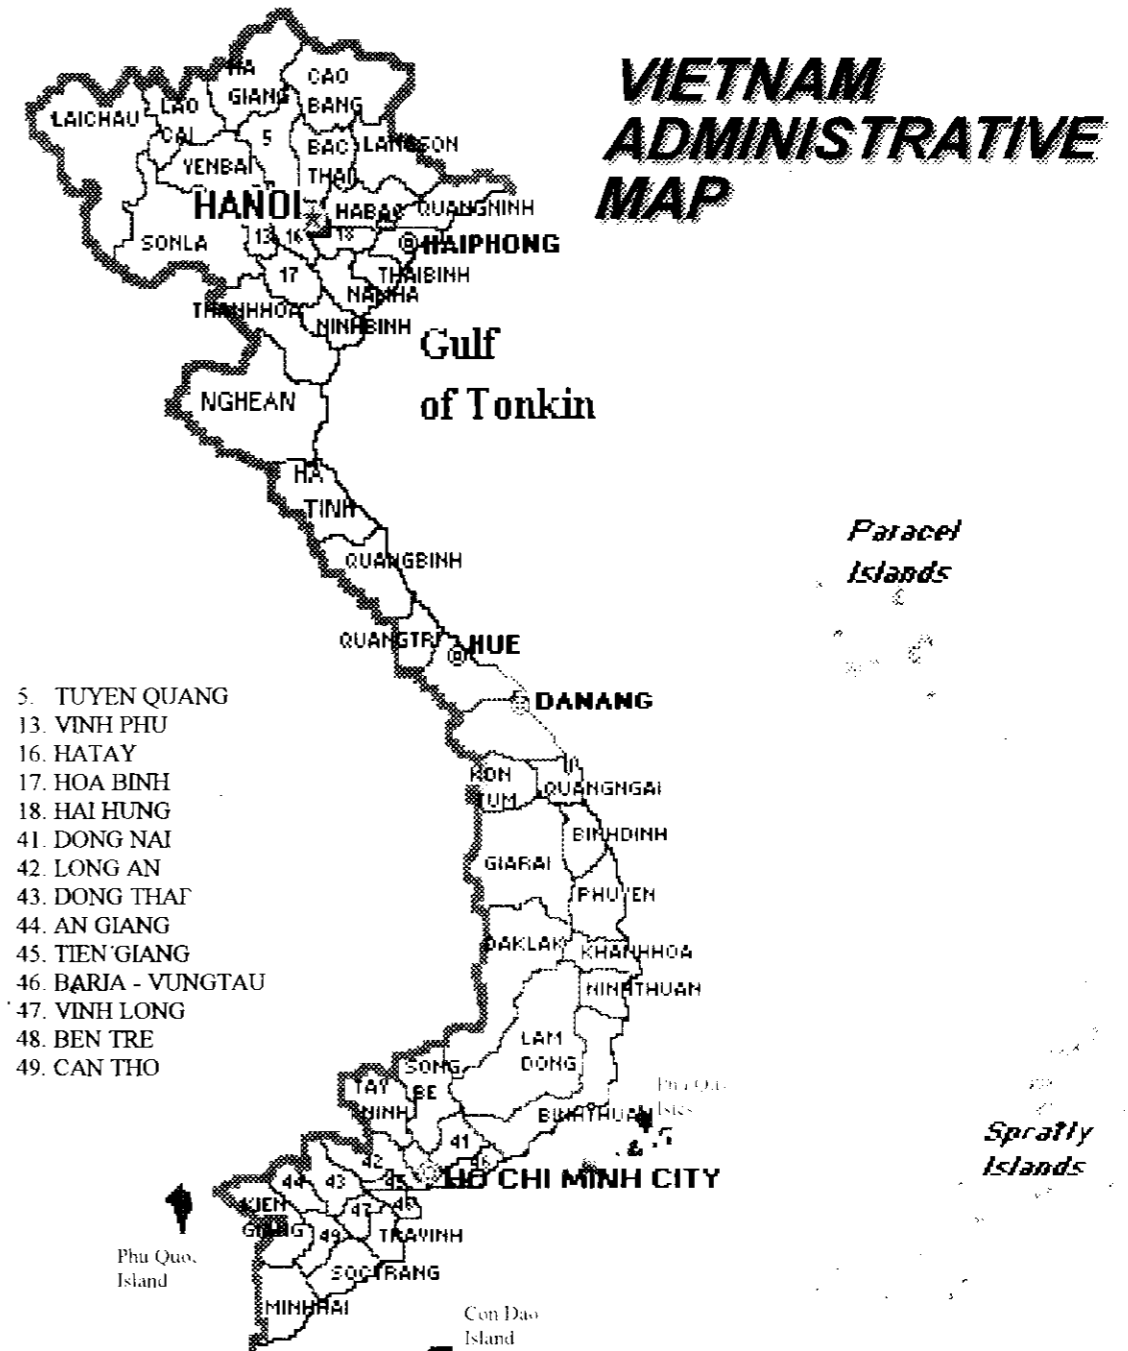 VIETNAM
ADMINISTRATIVE
MAP
HA
GIANG
CAO
BANG
LAICHAU
LAO
CAI
5
BAC
THAI
LANGSON
YENBAI
HANOI
HABAC
QUANGNINH
SONLA
13
16
18
HAIPHONG
17
THAIBINH
NAMHA
THANHHOA
NINHBINH
Gulf
of Tonkin
NGHEAN
HA
TINH
Paracel
Islands
QUANGBINH
QUANGTRI
HUE
DANANG
5. TUYEN QUANG
13. VINH PHU
16. HATAY
17. HOA BINH
18. HAI HUNG
41. DONG NAI
42. LONG AN
43. DONG THAP
44. AN GIANG
45. TIEN GIANG
46. BARIA - VUNGTAU
47. VINH LONG
48. BEN TRE
49. CAN THO
KON
TUM
QUANGNGAI
BINHDINH
GIARAI
PHUYEN
DAKLAK
KHANHHOA
NINHTHUAN
LAM
DONG
SONG
BE
TAY
NINH
BINHTHUAN
Spratly
Islands
41
42
46
HO CHI MINH CITY
44
43
45
KIEN
GIANG
47
48
49
TRAVINH
Phu Quoc
Island
SOCTRANG
MINHHAI
Con Dao
Island